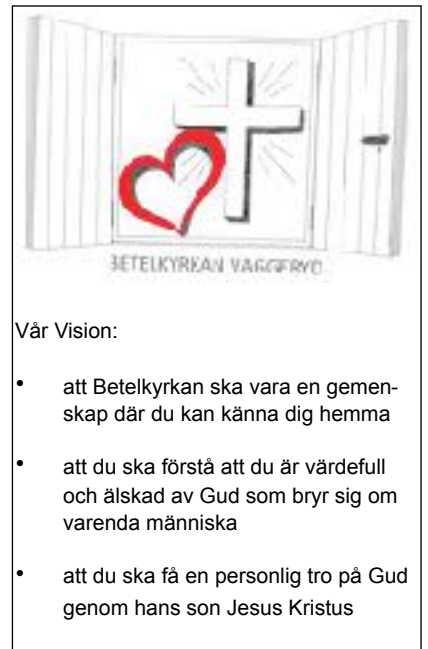 BETELKYRKAN VAGGERYD
Vår Vision:
• att Betelkyrkan ska vara en gemen-
skap där du kan känna dig hemma
• att du ska förstå att du är värdefull
och älskad av Gud som bryr sig om
varenda människa
• att du ska få en personlig tro på Gud
genom hans son Jesus Kristus